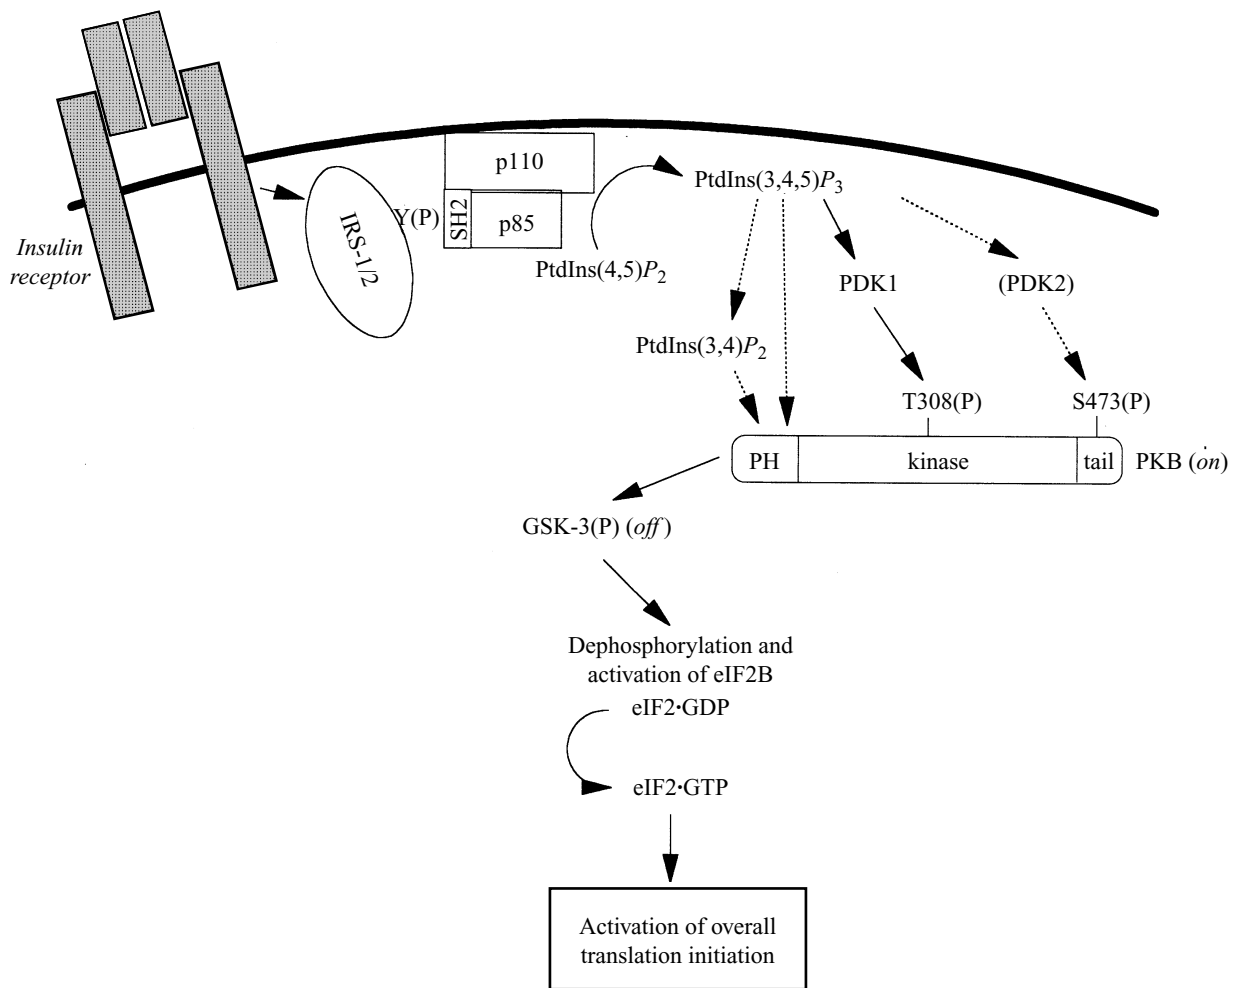 Insulin
receptor
IRS-1/2
Y(P)
SH2
p110
p85
PtdIns(4,5)P2
PtdIns(3,4,5)P3
PtdIns(3,4)P2
PDK1
(PDK2)
T308(P)
S473(P)
PH
kinase
tail
PKB (on)
GSK-3(P) (off)
Dephosphorylation and
activation of eIF2B
eIF2·GDP
eIF2·GTP
Activation of overall
translation initiation